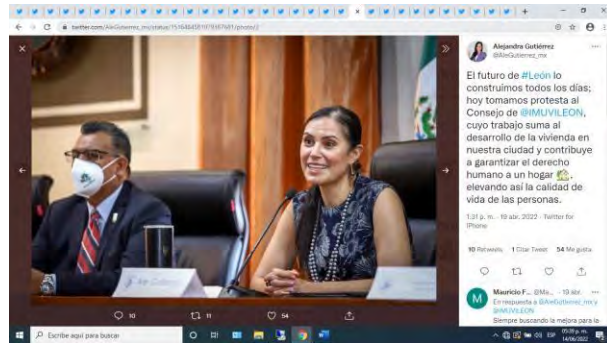 twitter.com/AleGutierrez_mx/status/
Alejandra Gutiérrez
@AleGutierrez_mx
El futuro de #León lo
construimos todos los días;
hoy tomamos protesta al
Consejo de @IMUVILEON,
cuyo trabajo suma al
desarrollo de la vivienda en
nuestra ciudad y contribuye
a garantizar el derecho
humano a un hogar
elevando así la calidad de
vida de las personas.
1:31 p. m. · 19 abr. 2022 · Twitter for
iPhone
10 Retweets 1 Citar Tweet 54 Me gusta
M
Mauricio F... @Ma... · 19 abr.
En respuesta a @AleGutierrez_mx y
@IMUVILEON
Siempre buscando la mejora para la
10 11 54
Escribe aquí para buscar
ESP
05:39 p. m.
14/06/2022